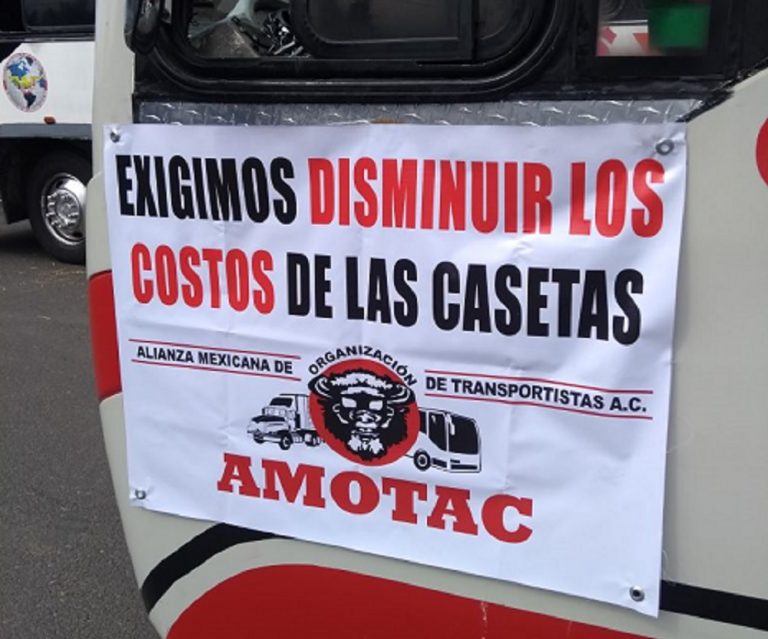 EXIGIMOS DISMINUIR LOS
COSTOS DE LAS CASETAS
ALIANZA MEXICANA DE ORGANIZACIÓN DE TRANSPORTISTAS A.C.
AMOTAC